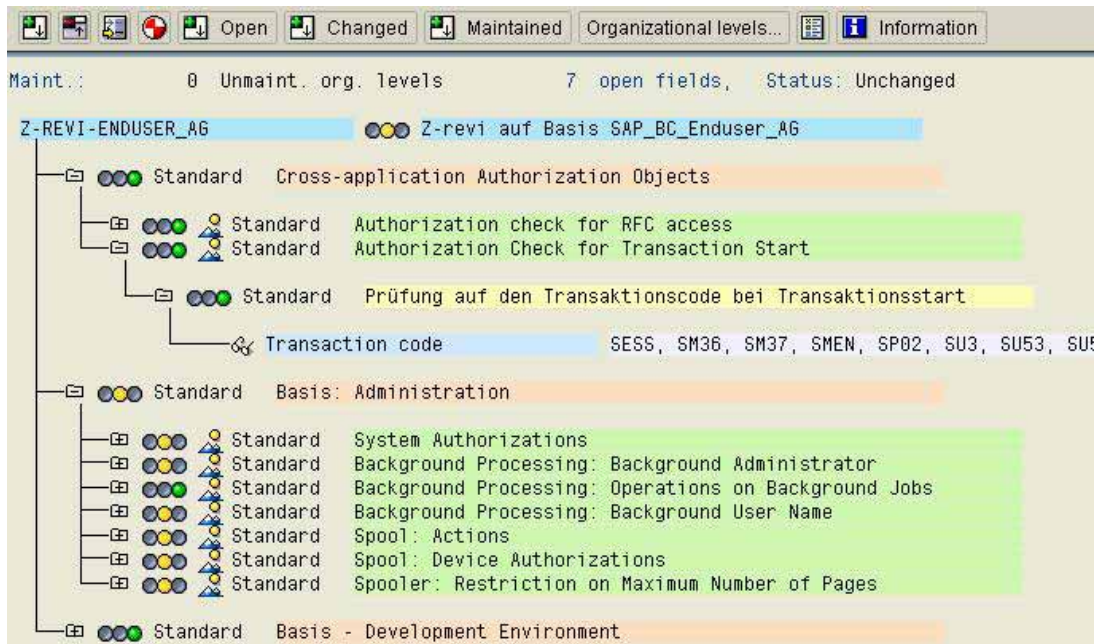 Open Changed Maintained Organizational levels... Information
Maint.: 0 Unmaint. org. levels 7 open fields, Status: Unchanged
Z-REVI-ENDUSER_AG Z-revi auf Basis SAP_BC_Enduser_AG
Standard Cross-application Authorization Objects
Standard Authorization check for RFC access
Standard Authorization Check for Transaction Start
Standard Prüfung auf den Transaktionscode bei Transaktionsstart
Transaction code SESS, SM36, SM37, SMEN, SP02, SU3, SU53,
Standard Basis: Administration
Standard System Authorizations
Standard Background Processing: Background Administrator
Standard Background Processing: Operations on Background Jobs
Standard Background Processing: Background User Name
Standard Spool: Actions
Standard Spool: Device Authorizations
Standard Spooler: Restriction on Maximum Number of Pages
Standard Basis - Development Environment